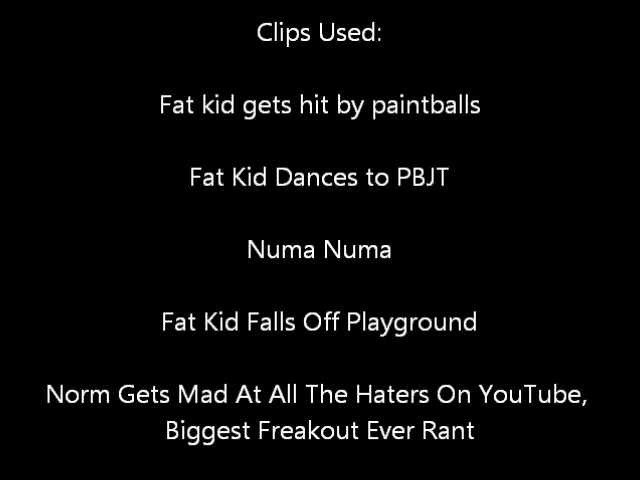 Clips Used:
Fat kid gets hit by paintballs
Fat Kid Dances to PBJT
Numa Numa
Fat Kid Falls Off Playground
Norm Gets Mad At All The Haters On YouTube,
Biggest Freakout Ever Rant